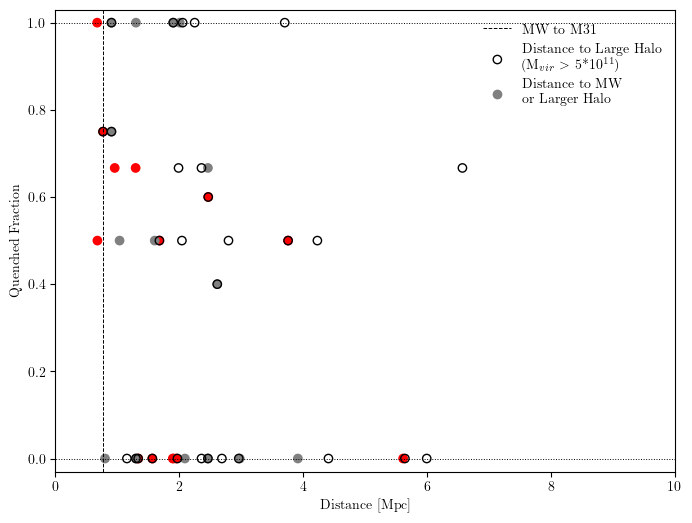 1.0
0.8
0.6
0.4
0.2
0.0
Quenched Fraction
0
2
4
6
8
10
Distance [Mpc]
MW to M31
Distance to Large Halo
(M_{vir} > 5*10^{11})
Distance to MW
or Larger Halo